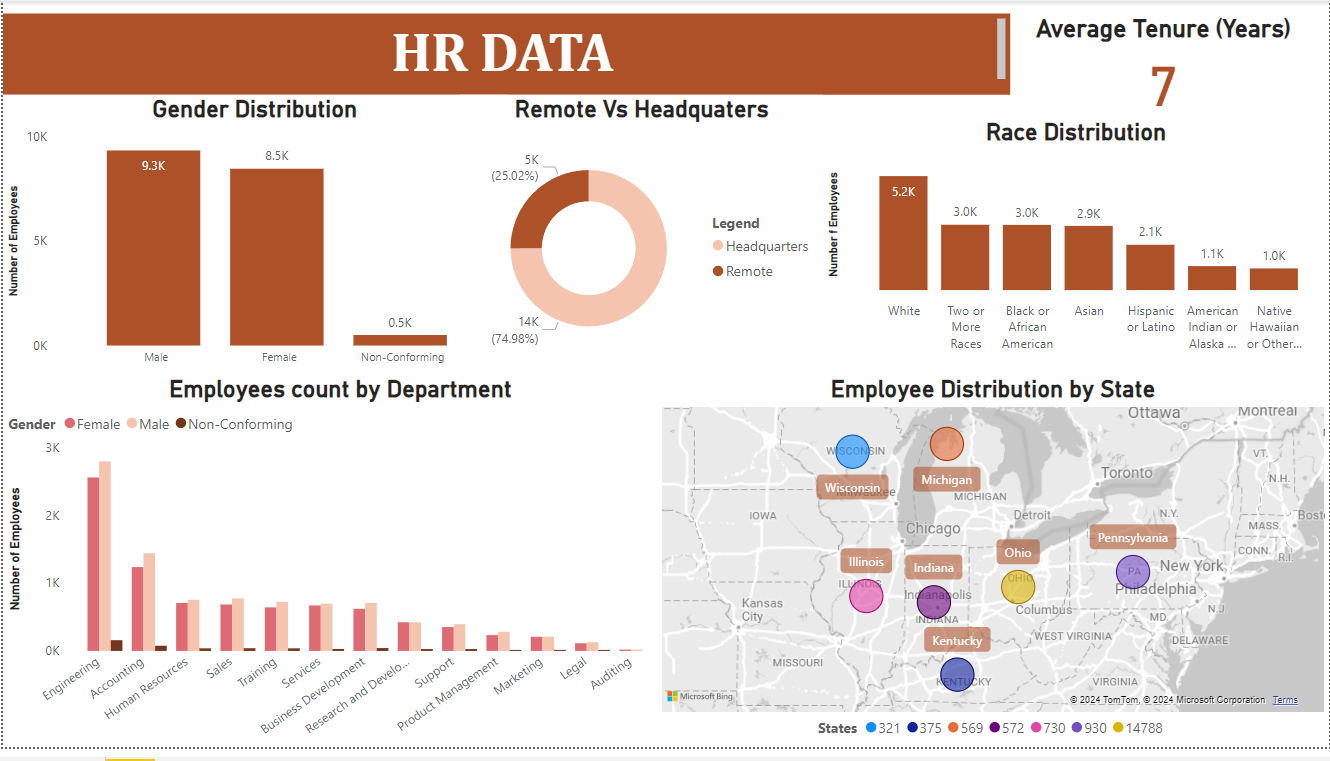 HR DATA
Average Tenure (Years)
7
Gender Distribution
Number of Employees
10K
5K
0K
9.3K
8.5K
0.5K
Male
Female
Non-Conforming
Remote Vs Headquaters
5K
(25.02%)
14K
(74.98%)
Legend
Headquarters
Remote
Race Distribution
Number f Employees
5.2K
3.0K
3.0K
2.9K
2.1K
1.1K
1.0K
White
Two or
More
Races
Black or
African
American
Asian
Hispanic
or Latino
American
Indian or
Alaska ...
Native
Hawaiian
or Other...
Employees count by Department
Gender Female Male Non-Conforming
Number of Employees
3K
2K
1K
0K
Engineering
Accounting
Human Resources
Sales
Training
Services
Business Development
Research and Develo...
Support
Product Management
Marketing
Legal
Auditing
Employee Distribution by State
Ottawa
Montreal
WISCONSIN
Wisconsin
Milwaukee
Michigan
MICHIGAN
Toronto
VT.
N.H.
IOWA
Chicago
Detroit
N.Y.
MASS.
Bost
CONN.
R.I.
Pennsylvania
Illinois
ILLINOIS
Indiana
Indianapolis
INDIANA
Ohio
OHIO
Columbus
PA
New York
Philadelphia
N.J.
Kansas
City
Kentucky
KENTUCKY
WEST VIRGINIA
MD.
DELAWARE
MISSOURI
VIRGINIA
Microsoft Bing
© 2024 TomTom, © 2024 Microsoft Corporation Terms
States 321 375 569 572 730 930 14788